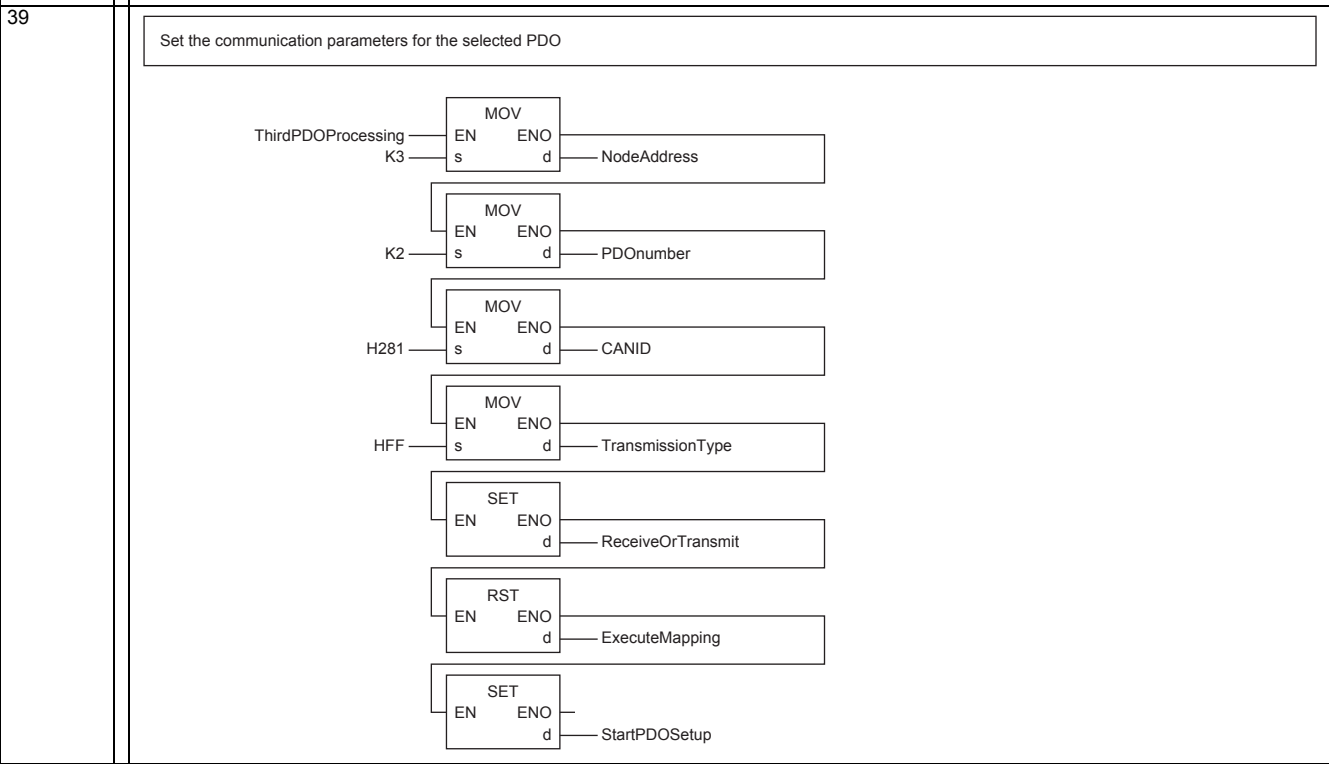 39
Set the communication parameters for the selected PDO
MOV
ThirdPDOProcessing EN ENO
K3 s d NodeAddress
MOV
EN ENO
K2 s d PDOnumber
MOV
EN ENO
H281 s d CANID
MOV
EN ENO
HFF s d TransmissionType
SET
EN ENO
d ReceiveOrTransmit
RST
EN ENO
d ExecuteMapping
SET
EN ENO
d StartPDOSetup